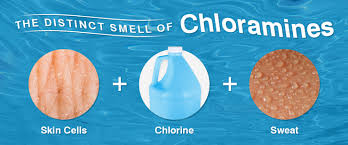 THE DISTINCT SMELL OF Chloramines
+ +
Skin Cells Chlorine Sweat